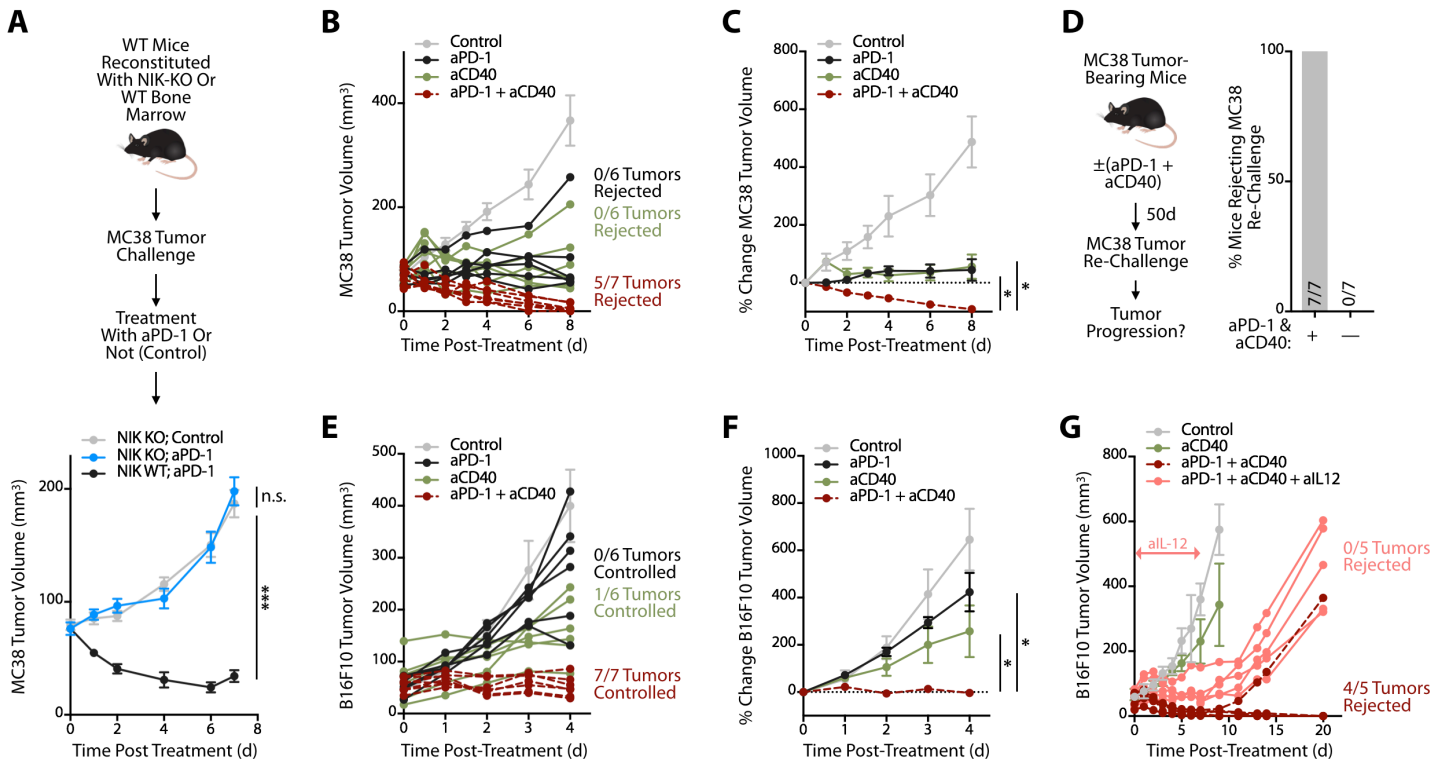 A
WT Mice
Reconstituted
With NIK-KO Or
WT Bone
Marrow
MC38 Tumor
Challenge
Treatment
With aPD-1 Or
Not (Control)
NIK KO; Control
NIK KO; aPD-1
NIK WT; aPD-1
MC38 Tumor Volume (mm³)
200
100
0
n.s.
***
0 2 4 6 8
Time Post Treatment (d)
B
Control
aPD-1
aCD40
aPD-1 + aCD40
MC38 Tumor Volume (mm³)
400
200
0
0/6 Tumors
Rejected
0/6 Tumors
Rejected
5/7 Tumors
Rejected
0 2 4 6 8
Time Post-Treatment (d)
C
Control
aPD-1
aCD40
aPD-1 + aCD40
% Change MC38 Tumor Volume
800
600
400
200
0
* *
0 2 4 6 8
Time Post-Treatment (d)
D
MC38 Tumor-
Bearing Mice
±(aPD-1 +
aCD40)
50d
MC38 Tumor
Re-Challenge
Tumor
Progression?
% Mice Rejecting MC38
Re-Challenge
100
50
0
7/7 0/7
aPD-1 &
aCD40:
+ —
E
Control
aPD-1
aCD40
aPD-1 + aCD40
B16F10 Tumor Volume (mm³)
500
400
300
200
100
0
0/6 Tumors
Controlled
1/6 Tumors
Controlled
7/7 Tumors
Controlled
0 1 2 3 4
Time Post-Treatment (d)
F
Control
aPD-1
aCD40
aPD-1 + aCD40
% Change B16F10 Tumor Volume
1000
800
600
400
200
0
* *
0 1 2 3 4
Time Post-Treatment (d)
G
Control
aCD40
aPD-1 + aCD40
aPD-1 + aCD40 + aIL12
B16F10 Tumor Volume (mm³)
800
600
400
200
0
aIL-12
0/5 Tumors
Rejected
4/5 Tumors
Rejected
0 5 10 15 20
Time Post-Treatment (d)